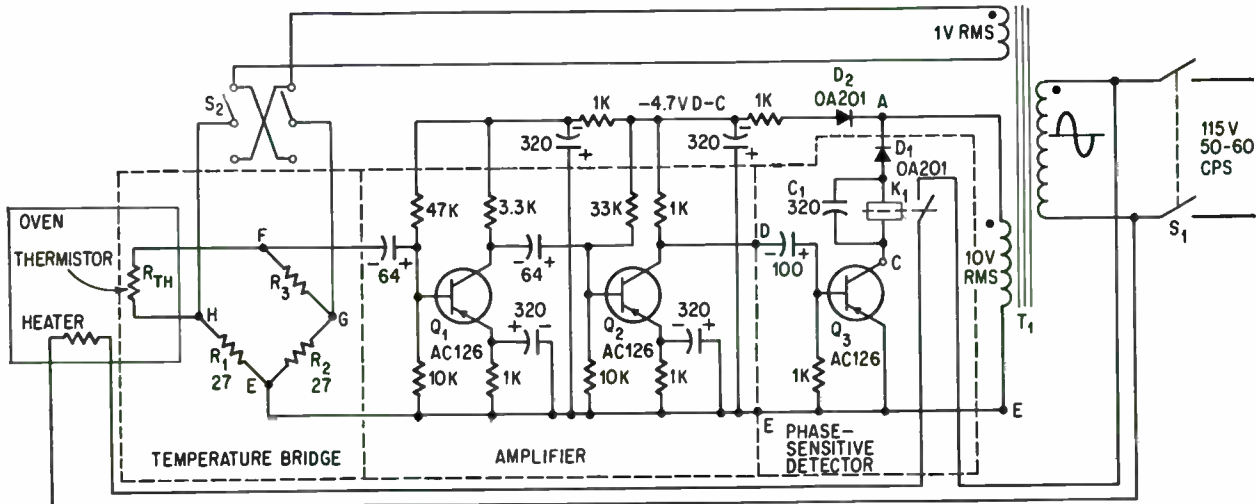 1V RMS
S2
D2
OA201
A
1K
-4.7V D-C
1K
320
-
+
320
-
+
D1
OA201
115V
50-60
CPS
C1
320
K1
S1
OVEN
THERMISTOR
RTH
HEATER
47K
3.3K
33K
1K
F
R3
H
G
R1
27
R2
27
E
-
64
+
-
64
+
D
-
100
+
C
10V
RMS
T1
Q1
AC126
320
+
-
Q2
AC126
320
-
+
Q3
AC126
10K
1K
10K
1K
1K
E
E
TEMPERATURE BRIDGE
AMPLIFIER
PHASE-
SENSITIVE
DETECTOR